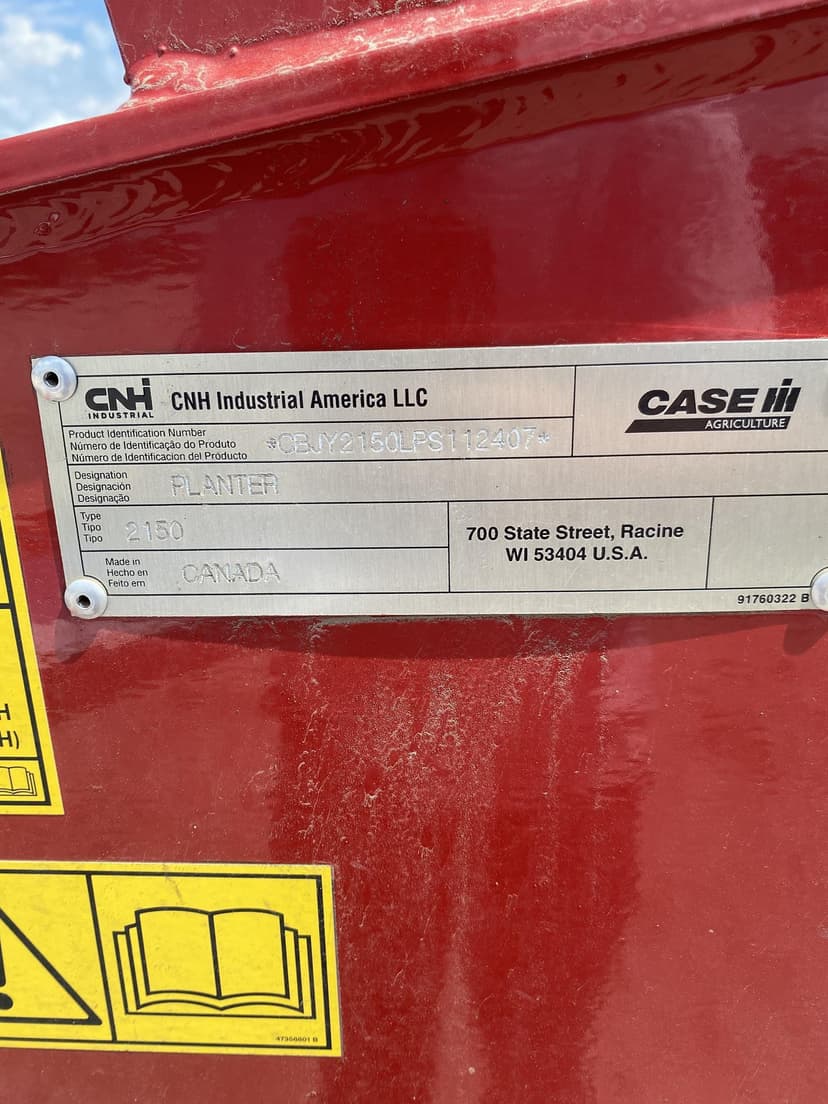 CNH
INDUSTRIAL
CNH Industrial America LLC
CASE IH
AGRICULTURE
Product Identification Number
Número de Identificação do Produto
Número de Identificacion del Producto
*CBJY2150LPS112407*
Designation
Designación
Designação
PLANTER
Type
Tipo
Tipo
2150
700 State Street, Racine
WI 53404 U.S.A.
Made in
Hecho en
Feito em
CANADA
91760322 B
H
H)
47356601 B